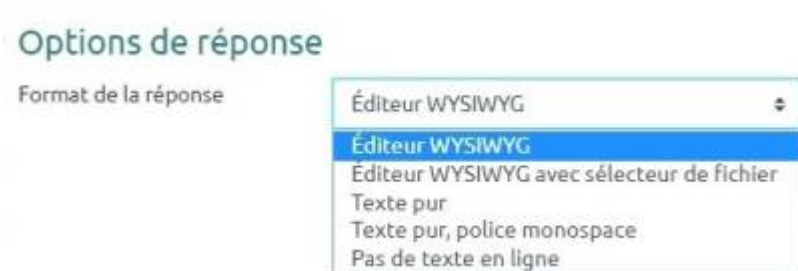 Options de réponse
Format de la réponse
Éditeur WYSIWYG
Éditeur WYSIWYG
Éditeur WYSIWYG avec sélecteur de fichier
Texte pur
Texte pur, police monospace
Pas de texte en ligne